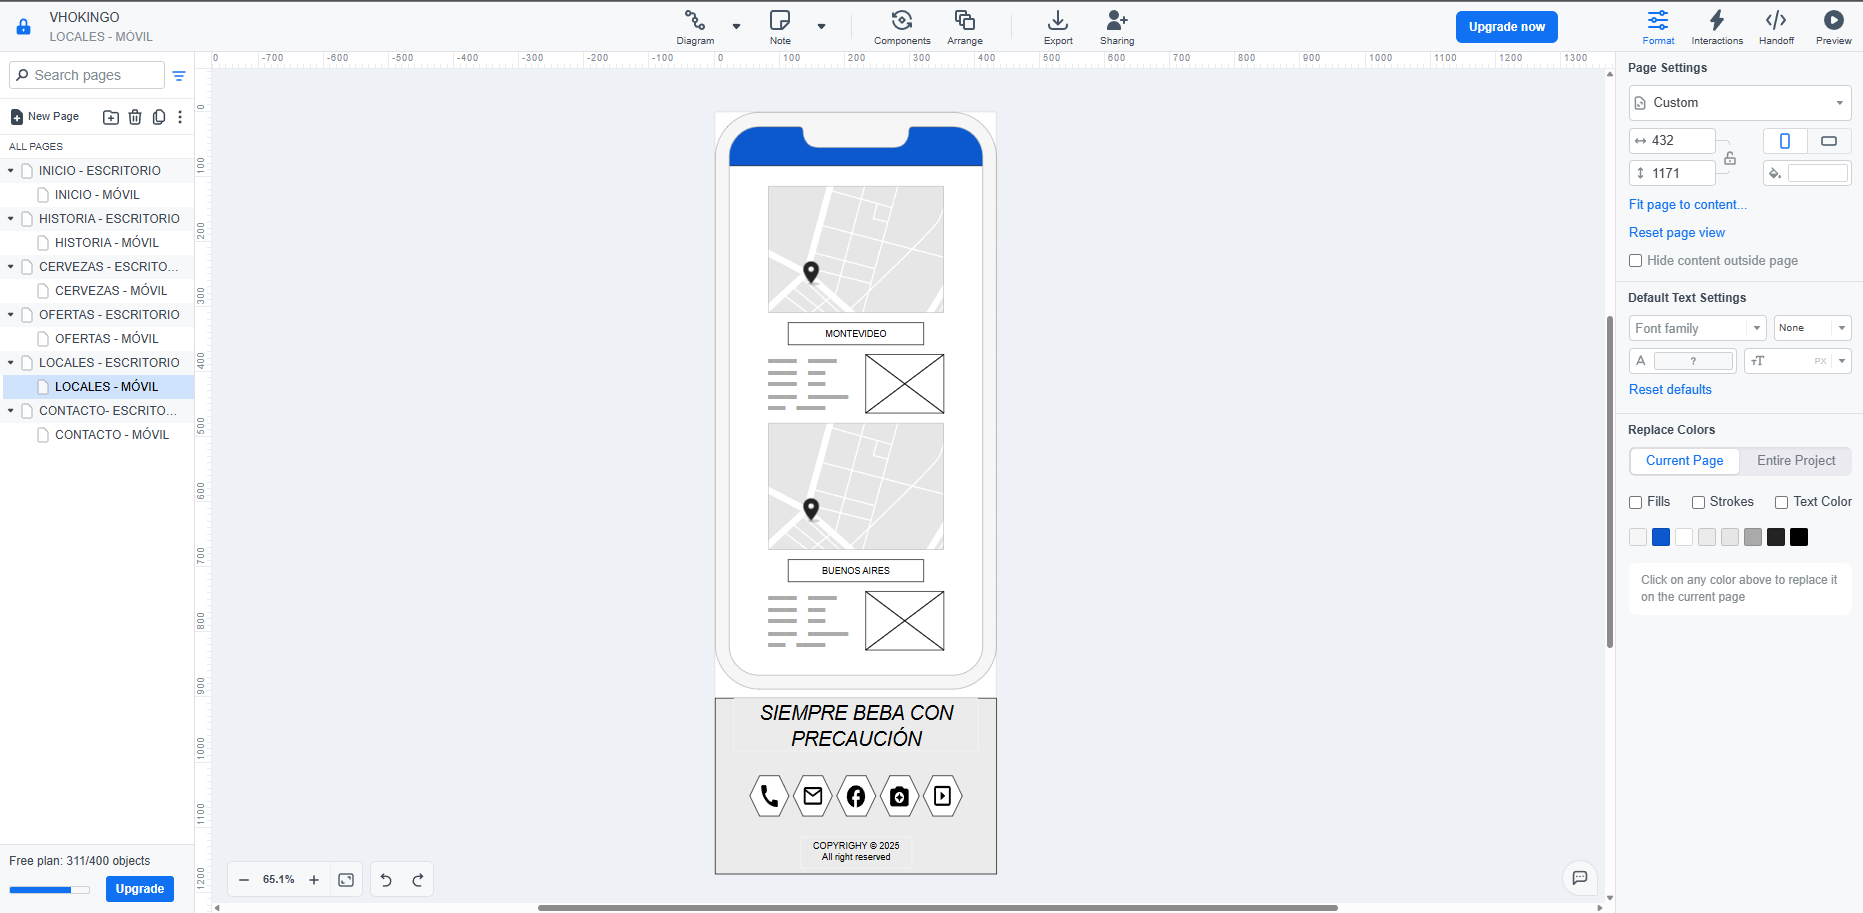 VHOKINGO
LOCALES - MÓVIL
Diagram
Note
Components
Arrange
Export
Sharing
Upgrade now
Format
Interactions
Handoff
Preview
Search pages
New Page
ALL PAGES
INICIO - ESCRITORIO
INICIO - MÓVIL
HISTORIA - ESCRITORIO
HISTORIA - MÓVIL
CERVEZAS - ESCRITO...
CERVEZAS - MÓVIL
OFERTAS - ESCRITORIO
OFERTAS - MÓVIL
LOCALES - ESCRITORIO
LOCALES - MÓVIL
CONTACTO- ESCRITO...
CONTACTO - MÓVIL
Free plan: 311/400 objects
Upgrade
0 -700 -600 -500 -400 -300 -200 -100 0 100 200 300 400 500 600 700 800 900 1000 1100 1200 1300
0
100
200
300
400
500
600
700
800
900
1000
1100
1200
MONTEVIDEO
BUENOS AIRES
SIEMPRE BEBA CON
PRECAUCIÓN
COPYRIGHY © 2025
All right reserved
65.1%
Page Settings
Custom
432
1171
Fit page to content...
Reset page view
Hide content outside page
Default Text Settings
Font family
None
A ?
TT PX
Reset defaults
Replace Colors
Current Page
Entire Project
Fills
Strokes
Text Color
Click on any color above to replace it
on the current page